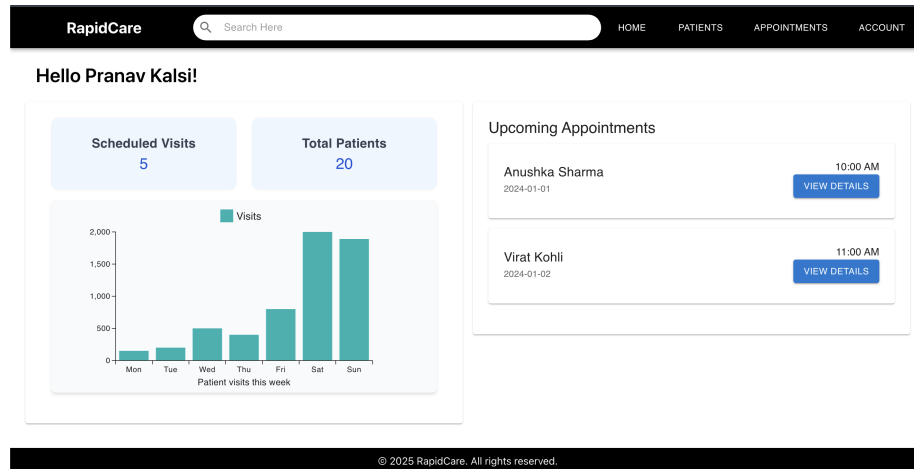 RapidCare
Search Here
HOME
PATIENTS
APPOINTMENTS
ACCOUNT
Hello Pranav Kalsi!
Scheduled Visits
5
Total Patients
20
Visits
2,000
1,500
1,000
500
0
Mon Tue Wed Thu Fri Sat Sun
Patient visits this week
Upcoming Appointments
Anushka Sharma
2024-01-01
10:00 AM
VIEW DETAILS
Virat Kohli
2024-01-02
11:00 AM
VIEW DETAILS
© 2025 RapidCare. All rights reserved.